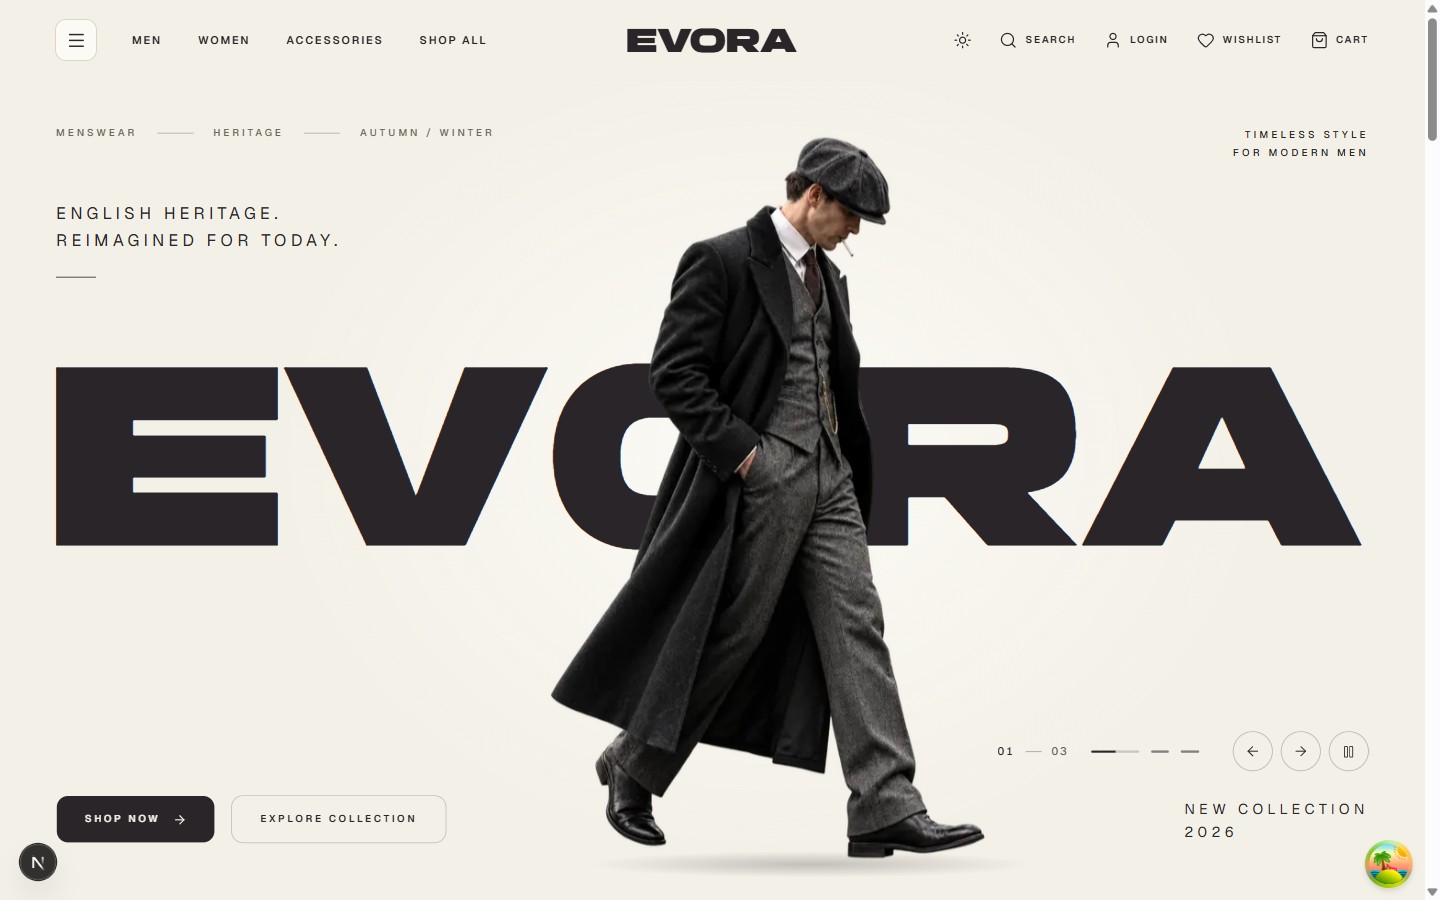 MEN WOMEN ACCESSORIES SHOP ALL EVORA SEARCH LOGIN WISHLIST CART
MENSWEAR HERITAGE AUTUMN / WINTER
TIMELESS STYLE
FOR MODERN MEN
ENGLISH HERITAGE.
REIMAGINED FOR TODAY.
EVORA
01 — 03
SHOP NOW → EXPLORE COLLECTION
NEW COLLECTION
2026
N